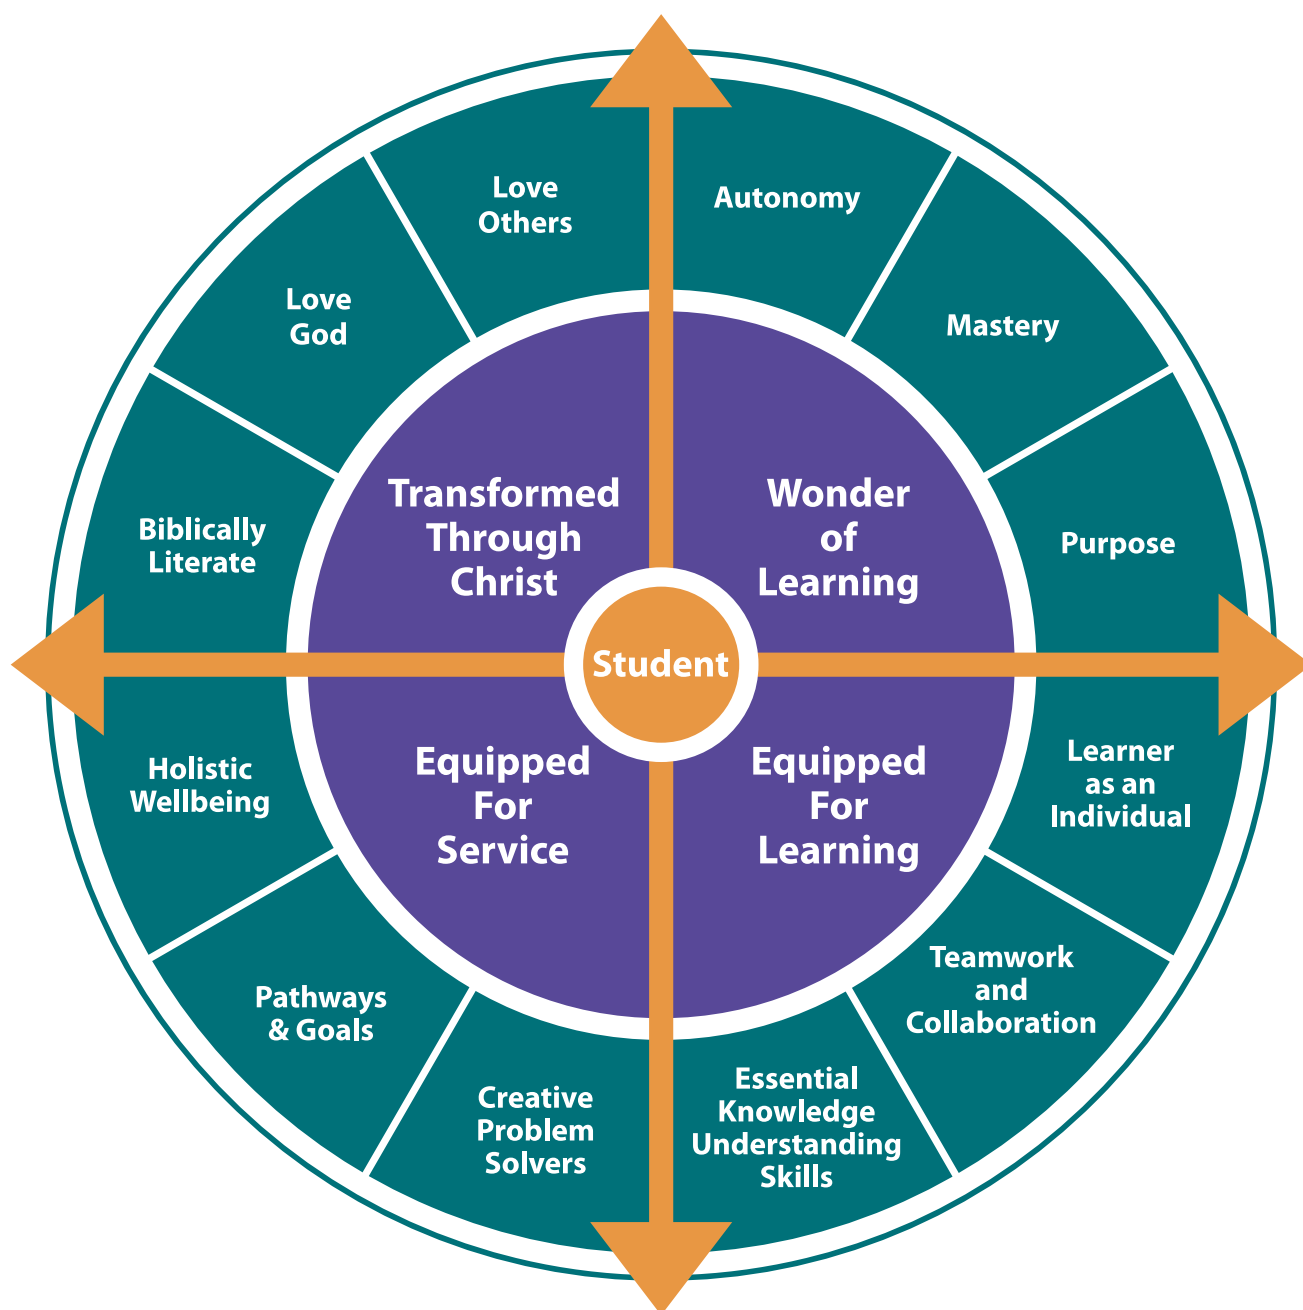 Love
Others
Autonomy
Love
God
Mastery
Biblically
Literate
Purpose
Transformed
Through
Christ
Wonder
of
Learning
Student
Equipped
For
Service
Equipped
For
Learning
Holistic
Wellbeing
Learner
as an
Individual
Pathways
& Goals
Teamwork
and
Collaboration
Creative
Problem
Solvers
Essential
Knowledge
Understanding
Skills